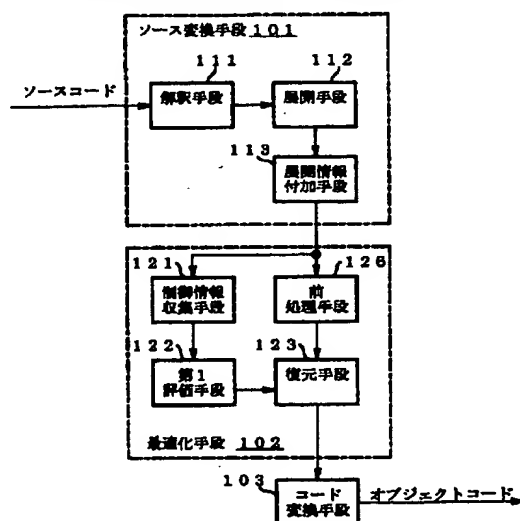 ソース変換手段 101
111
112
ソースコード
解釈手段
展開手段
113
展開情報
付加手段
121
126
制御情報
収集手段
前
処理手段
122
123
第1
評価手段
復元手段
最適化手段 102
103
コード
変換手段
オブジェクトコード